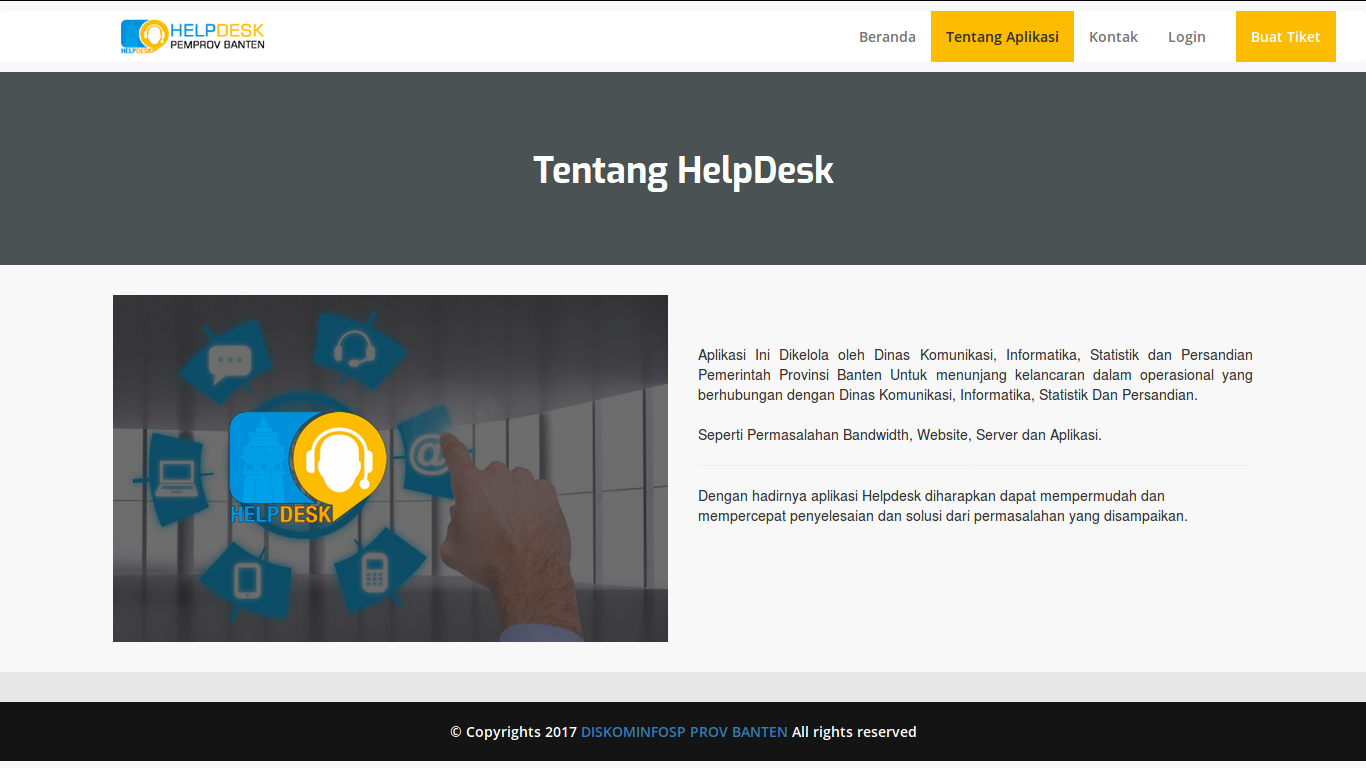 HELPDESK
PEMPROV BANTEN
HELPDESK
Beranda
Tentang Aplikasi
Kontak
Login
Buat Tiket
Tentang HelpDesk
@
HELPDESK
Aplikasi Ini Dikelola oleh Dinas Komunikasi, Informatika, Statistik dan Persandian
Pemerintah Provinsi Banten Untuk menunjang kelancaran dalam operasional yang
berhubungan dengan Dinas Komunikasi, Informatika, Statistik Dan Persandian.
Seperti Permasalahan Bandwidth, Website, Server dan Aplikasi.
Dengan hadirnya aplikasi Helpdesk diharapkan dapat mempermudah dan
mempercepat penyelesaian dan solusi dari permasalahan yang disampaikan.
© Copyrights 2017 DISKOMINFOSP PROV BANTEN All rights reserved